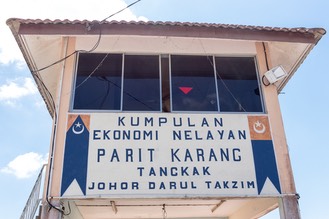 KUMPULAN
EKONOMI NELAYAN
PARIT KARANG
TANGKAK
JOHOR DARUL TAKZIM